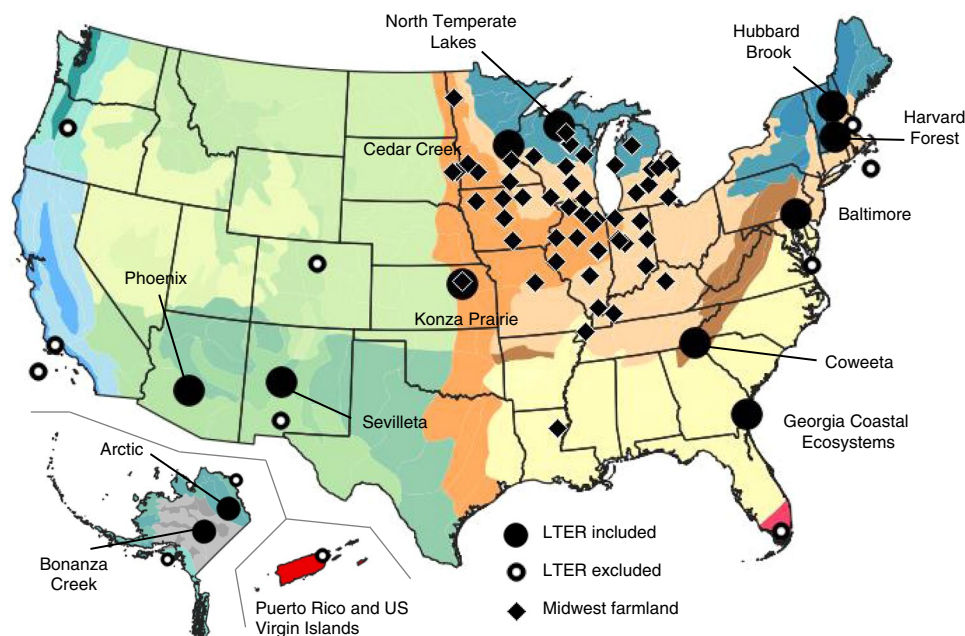 North Temperate
Lakes
Hubbard
Brook
Harvard
Forest
Cedar Creek
Baltimore
Phoenix
Konza Prairie
Coweeta
Sevilleta
Georgia Coastal
Ecosystems
Arctic
Bonanza
Creek
Puerto Rico and US
Virgin Islands
LTER included
LTER excluded
Midwest farmland